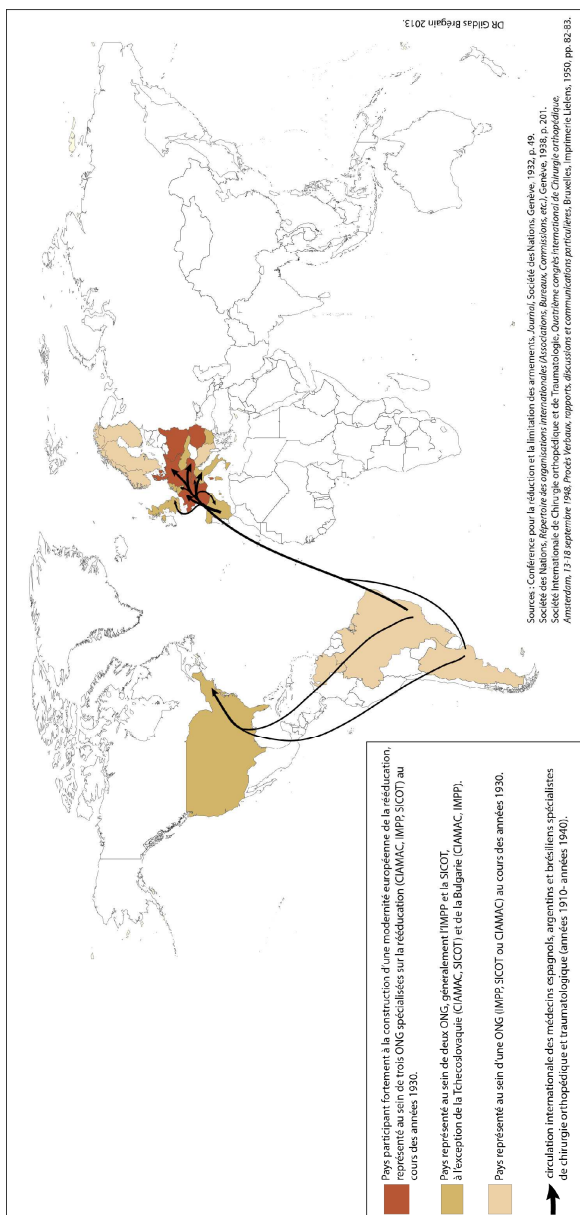 DR Gildas Brégain 2013.
Sources : Conférence pour la réduction et la limitation des armements, Journal, Société des Nations, Genève, 1932, p. 49.
Société des Nations, Répertoire des organisations internationales (Associations, Bureaux, Commissions, etc.), Genève, 1938, p. 201.
Société Internationale de Chirurgie orthopédique et de Traumatologie, Quatrième congrès international de Chirurgie orthopédique,
Amsterdam, 13-18 septembre 1948, Procès Verbaux, rapports, discussions et communications particulières, Bruxelles, Imprimerie Lielens, 1950, pp. 82-83.
Pays participant fortement à la construction d'une modernité européenne de la rééducation,
représenté au sein de trois ONG spécialisées sur la rééducation (CIAMAC, IMPP, SICOT) au
cours des années 1930.
Pays représenté au sein de deux ONG, généralement l'IMPP et la SICOT,
à l'exception de la Tchecoslovaquie (CIAMAC, SICOT) et de la Bulgarie (CIAMAC, IMPP).
Pays représenté au sein d'une ONG (IMPP, SICOT ou CIAMAC) au cours des années 1930.
circulation internationale des médecins espagnols, argentins et brésiliens spécialistes
de chirurgie orthopédique et traumatologique (années 1910- années 1940).